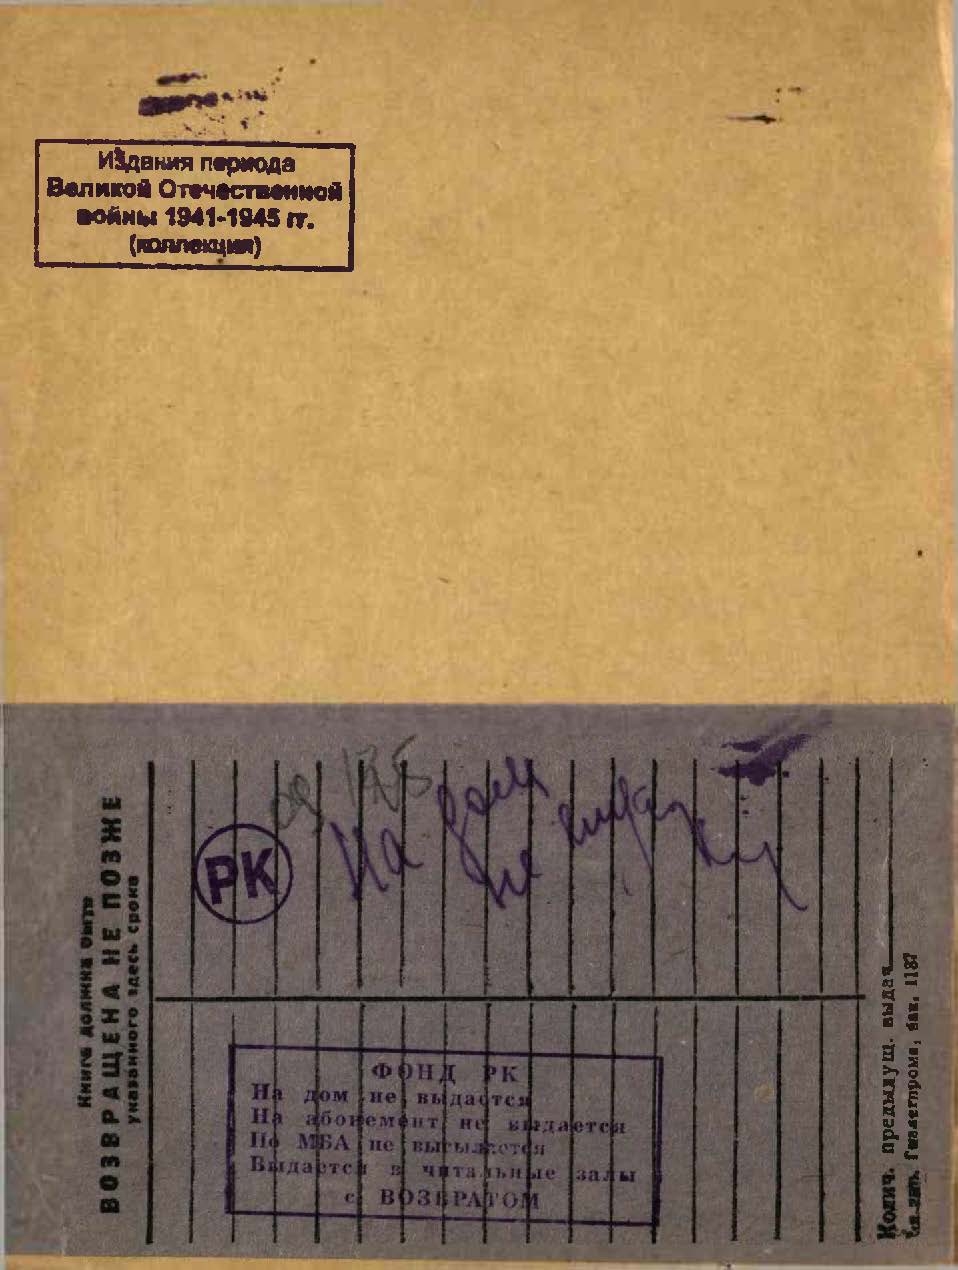 Издания периода
Великой Отечественной
войны 1941-1945 гг.
(коллекция)
Книга должна быть
ВОЗВРАЩЕНА НЕ ПОЗЖЕ
указанного здесь срока
РК
На дом
не
ФОНД РК
На дом не выдается
На абонемент не выдается
По МБА не высылается
Выдается в читальные залы
с ВОЗВРАТОМ
Колич. предыдущ. выдач
зак. 1187